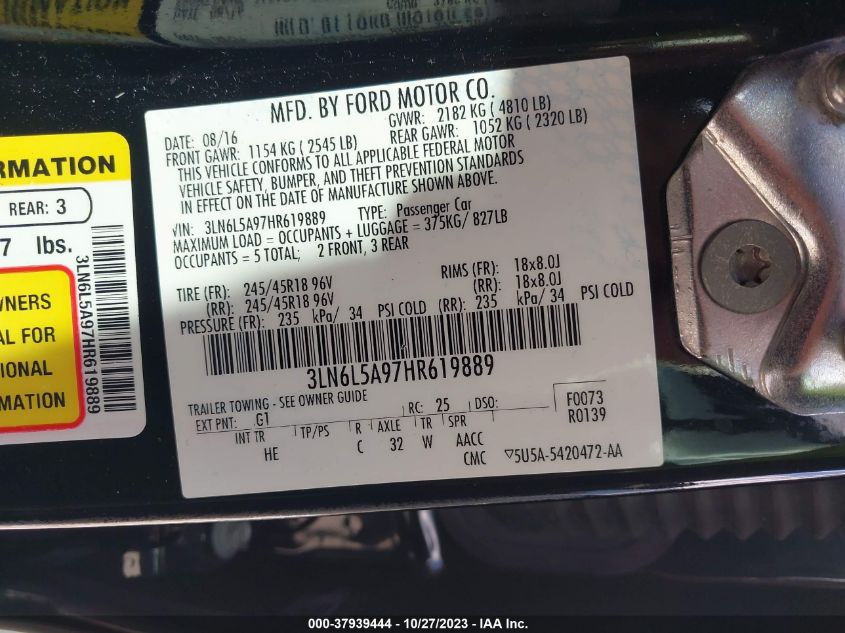 MFD. BY FORD MOTOR CO.
DATE: 08/16
GVWR: 2182 KG ( 4810 LB)
FRONT GAWR: 1154 KG ( 2545 LB)
REAR GAWR: 1052 KG ( 2320 LB)
THIS VEHICLE CONFORMS TO ALL APPLICABLE FEDERAL MOTOR
VEHICLE SAFETY, BUMPER, AND THEFT PREVENTION STANDARDS
IN EFFECT ON THE DATE OF MANUFACTURE SHOWN ABOVE.
VIN: 3LN6L5A97HR619889 TYPE: Passenger Car
MAXIMUM LOAD = OCCUPANTS + LUGGAGE = 375KG/ 827LB
OCCUPANTS = 5 TOTAL; 2 FRONT, 3 REAR
TIRE (FR): 245/45R18 96V RIMS (FR): 18x8.0J
(RR): 245/45R18 96V (RR): 18x8.0J
PRESSURE (FR): 235 kPa/ 34 PSI COLD (RR): 235 kPa/ 34 PSI COLD
3LN6L5A97HR619889
TRAILER TOWING - SEE OWNER GUIDE
EXT PNT: G1 RC: 25 DSO: F0073
R0139
INT TR TP/PS R AXLE TR SPR
HE C 32 W AACC
CMC
▽5U5A-5420472-AA
RMATION
REAR: 3
7 lbs.
3LN6L5A97HR619889
WNERS
AL FOR
IONAL
RMATION
000-37939444 - 10/27/2023 - IAA Inc.